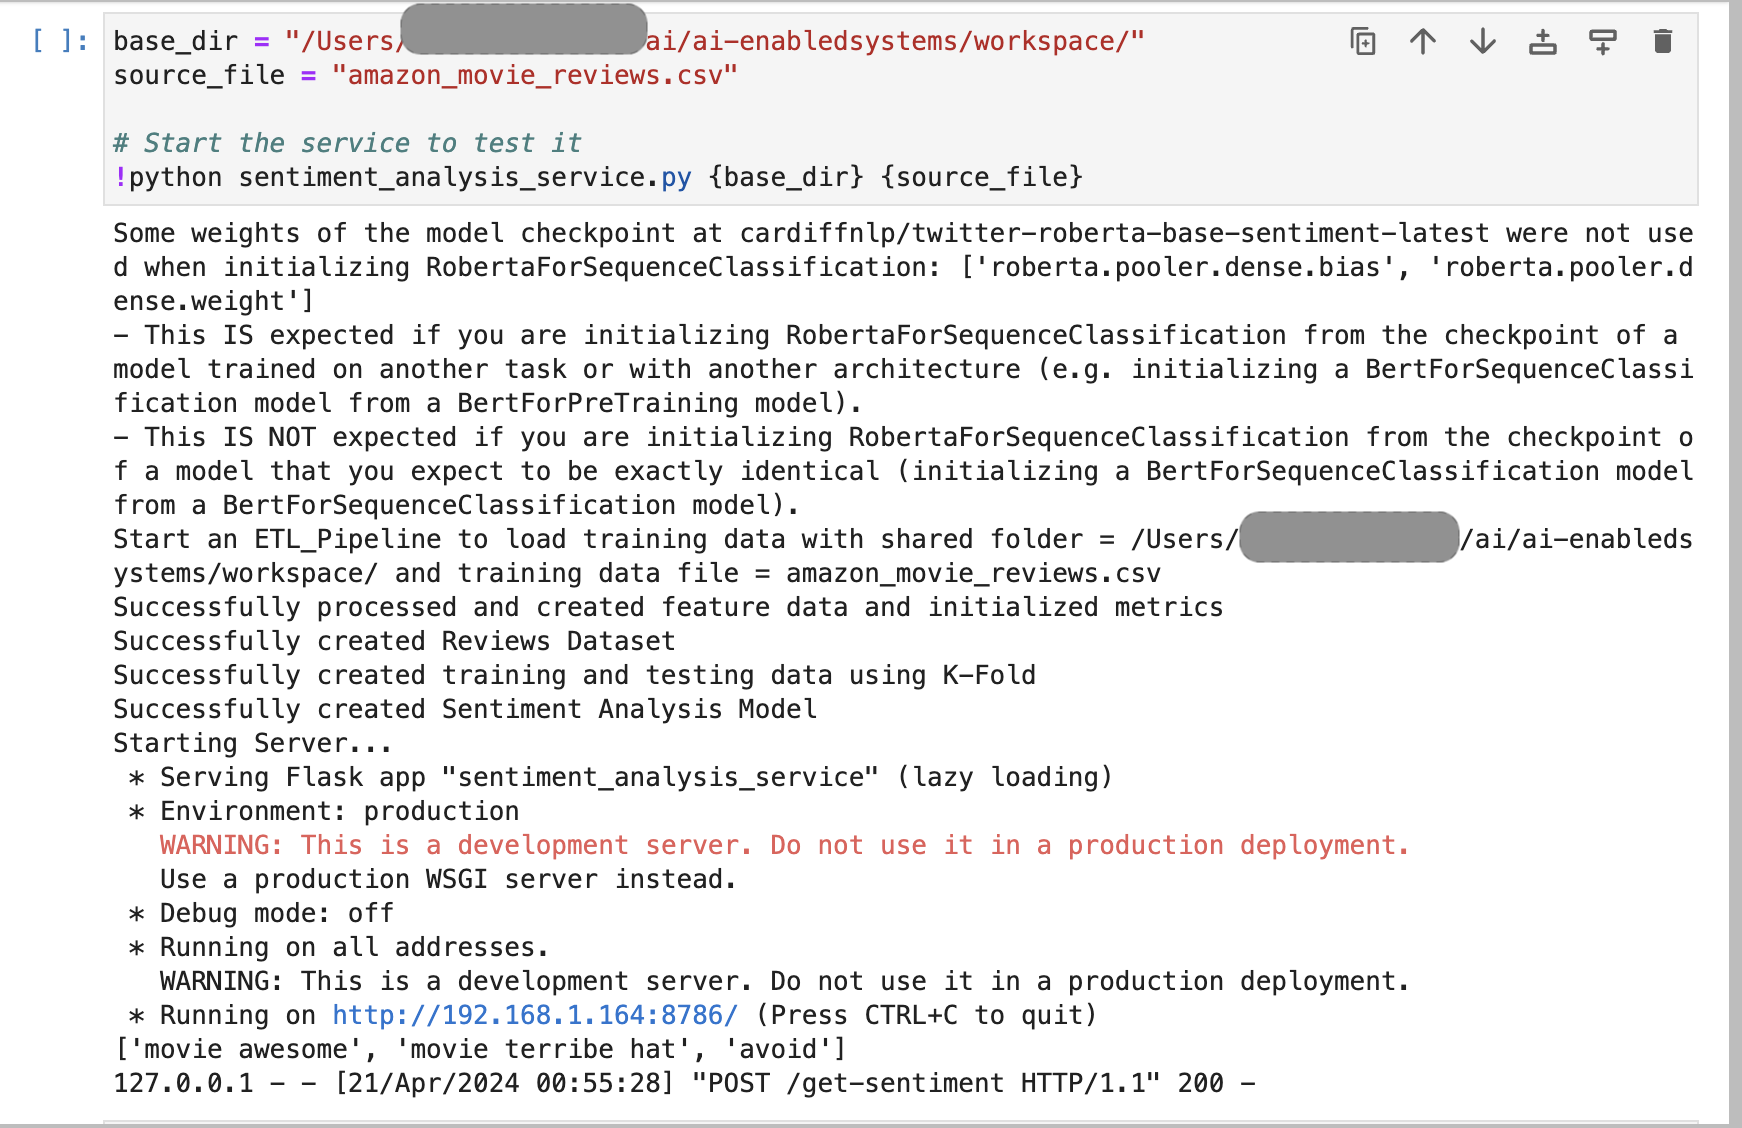 [ ]: base_dir = "/Users/ ai/ai-enabledsystems/workspace/"
source_file = "amazon_movie_reviews.csv"
# Start the service to test it
!python sentiment_analysis_service.py {base_dir} {source_file}
Some weights of the model checkpoint at cardiffnlp/twitter-roberta-base-sentiment-latest were not use
d when initializing RobertaForSequenceClassification: ['roberta.pooler.dense.bias', 'roberta.pooler.d
ense.weight']
- This IS expected if you are initializing RobertaForSequenceClassification from the checkpoint of a
model trained on another task or with another architecture (e.g. initializing a BertForSequenceClassi
fication model from a BertForPreTraining model).
- This IS NOT expected if you are initializing RobertaForSequenceClassification from the checkpoint o
f a model that you expect to be exactly identical (initializing a BertForSequenceClassification model
from a BertForSequenceClassification model).
Start an ETL_Pipeline to load training data with shared folder = /Users/ /ai/ai-enableds
ystems/workspace/ and training data file = amazon_movie_reviews.csv
Successfully processed and created feature data and initialized metrics
Successfully created Reviews Dataset
Successfully created training and testing data using K-Fold
Successfully created Sentiment Analysis Model
Starting Server...
* Serving Flask app "sentiment_analysis_service" (lazy loading)
* Environment: production
WARNING: This is a development server. Do not use it in a production deployment.
Use a production WSGI server instead.
* Debug mode: off
* Running on all addresses.
WARNING: This is a development server. Do not use it in a production deployment.
* Running on http://192.168.1.164:8786/ (Press CTRL+C to quit)
['movie awesome', 'movie terribe hat', 'avoid']
127.0.0.1 - - [21/Apr/2024 00:55:28] "POST /get-sentiment HTTP/1.1" 200 -